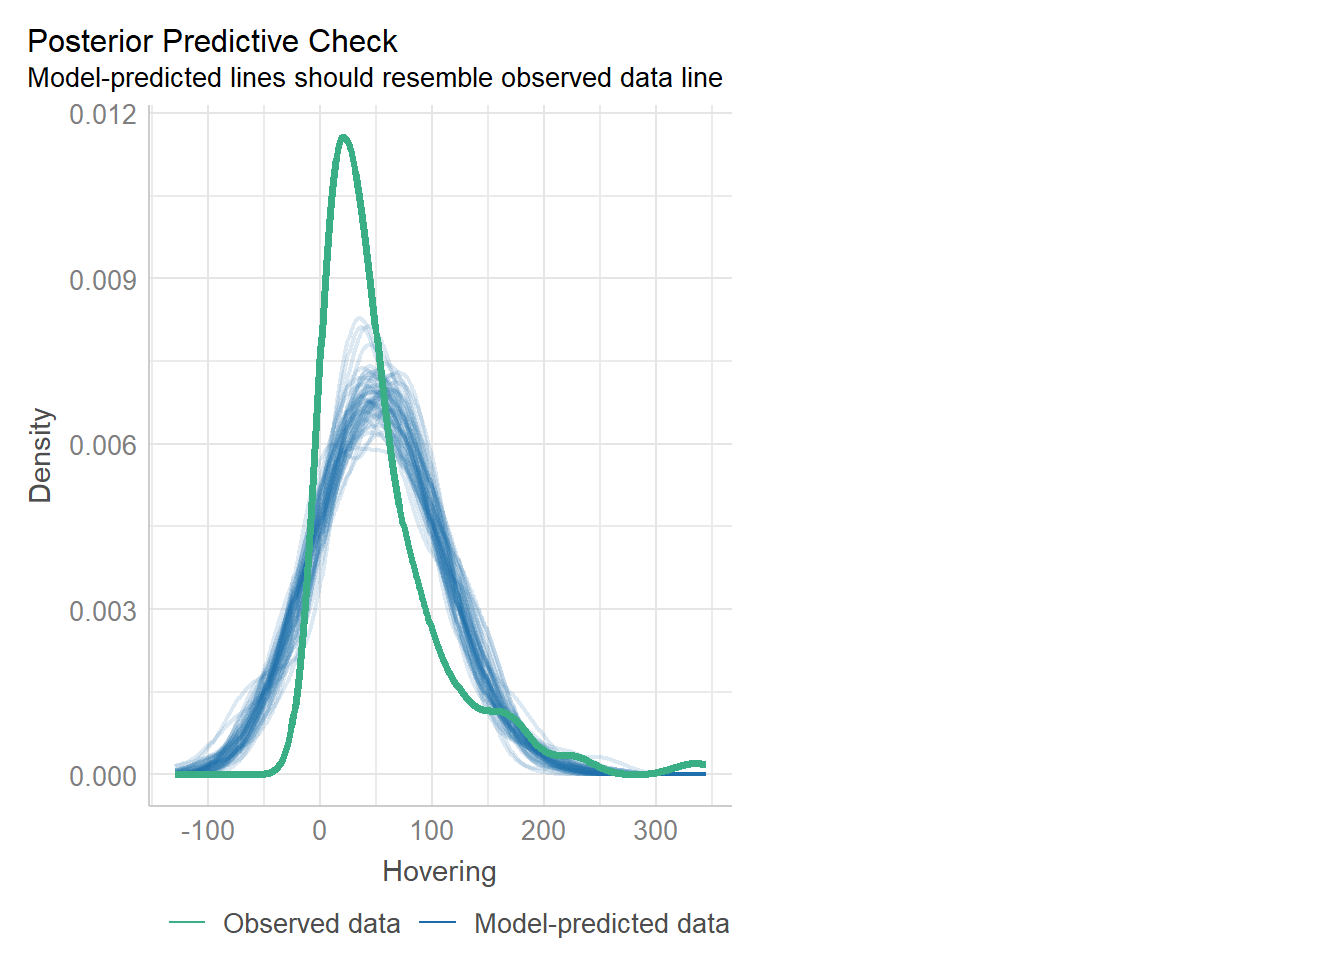 Posterior Predictive Check
Model-predicted lines should resemble observed data line
0.012
0.009
0.006
0.003
0.000
Density
-100 0 100 200 300
Hovering
Observed data Model-predicted data